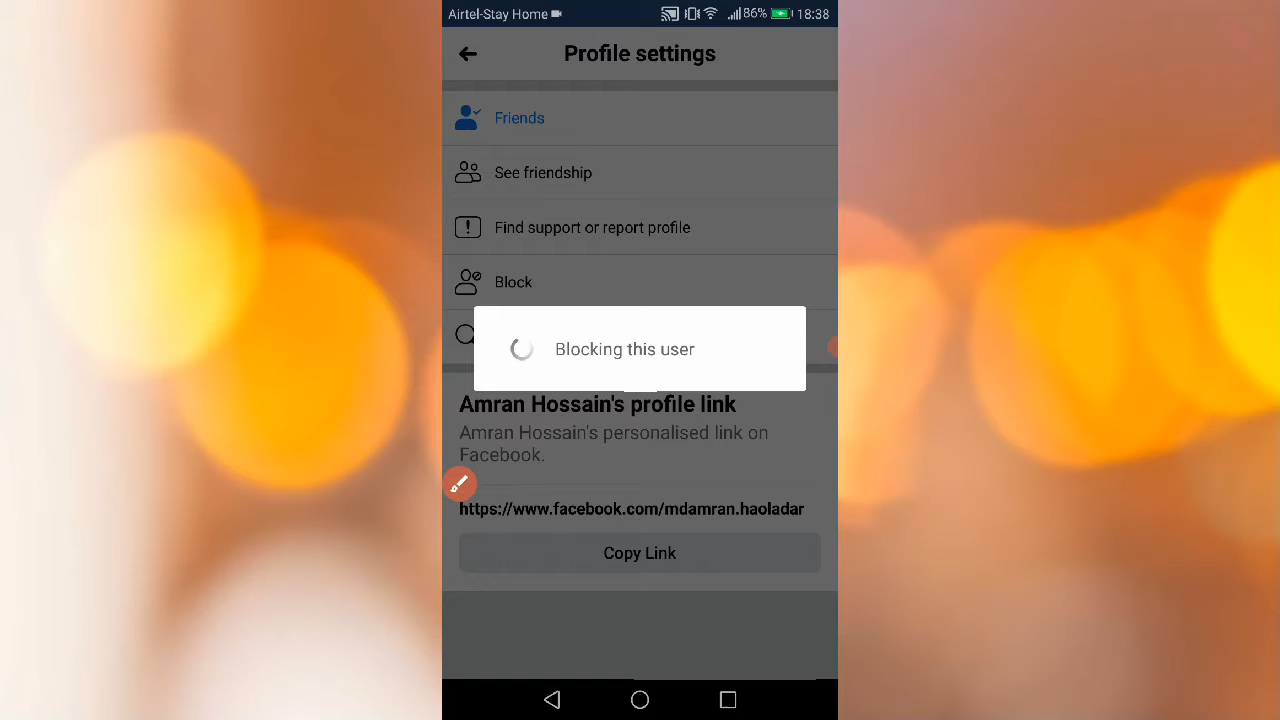 Airtel-Stay Home 86% 18:38
Profile settings
Friends
See friendship
Find support or report profile
Block
Blocking this user
Amran Hossain's profile link
Amran Hossain's personalised link on
Facebook.
https://www.facebook.com/mdamran.haoladar
Copy Link